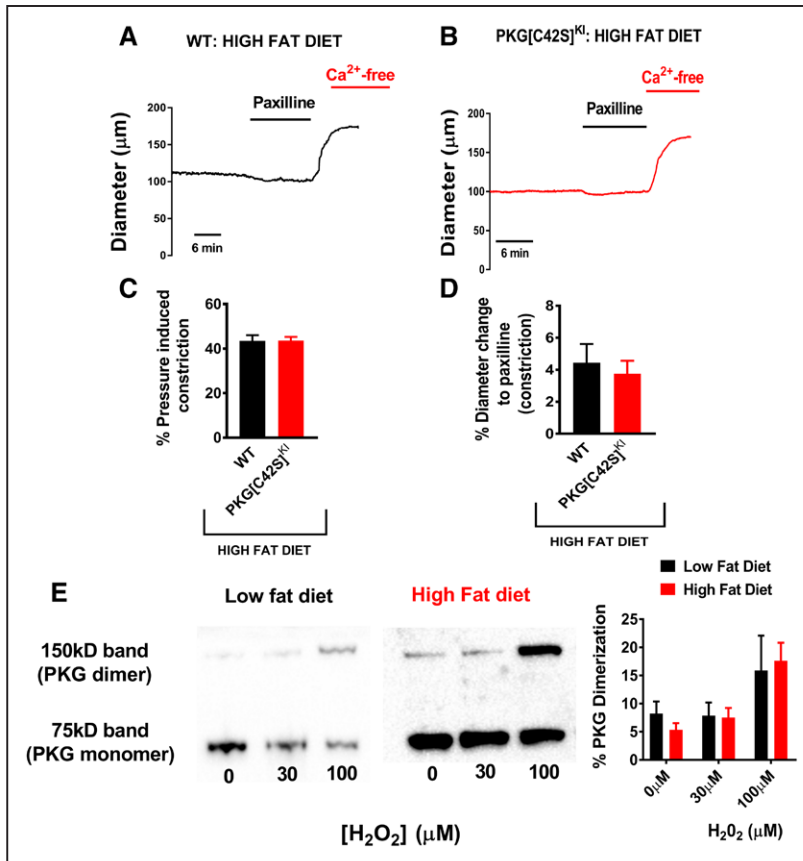 A
WT: HIGH FAT DIET
Ca²⁺-free
Paxilline
Diameter (µm)
200
150
100
50
0
6 min
B
PKG[C42S]ᴷᴵ: HIGH FAT DIET
Ca²⁺-free
Paxilline
Diameter (µm)
200
150
100
50
0
6 min
C
% Pressure induced
constriction
60
40
20
0
WT
PKG[C42S]ᴷᴵ
HIGH FAT DIET
D
% Diameter change
to paxilline
(constriction)
8
6
4
2
0
WT
PKG[C42S]ᴷᴵ
HIGH FAT DIET
E
Low fat diet
High Fat diet
150kD band
(PKG dimer)
75kD band
(PKG monomer)
0 30 100
0 30 100
[H₂O₂] (µM)
Low Fat Diet
High Fat Diet
% PKG Dimerization
25
20
15
10
5
0
0µM
30µM
100µM
H₂0₂ (µM)